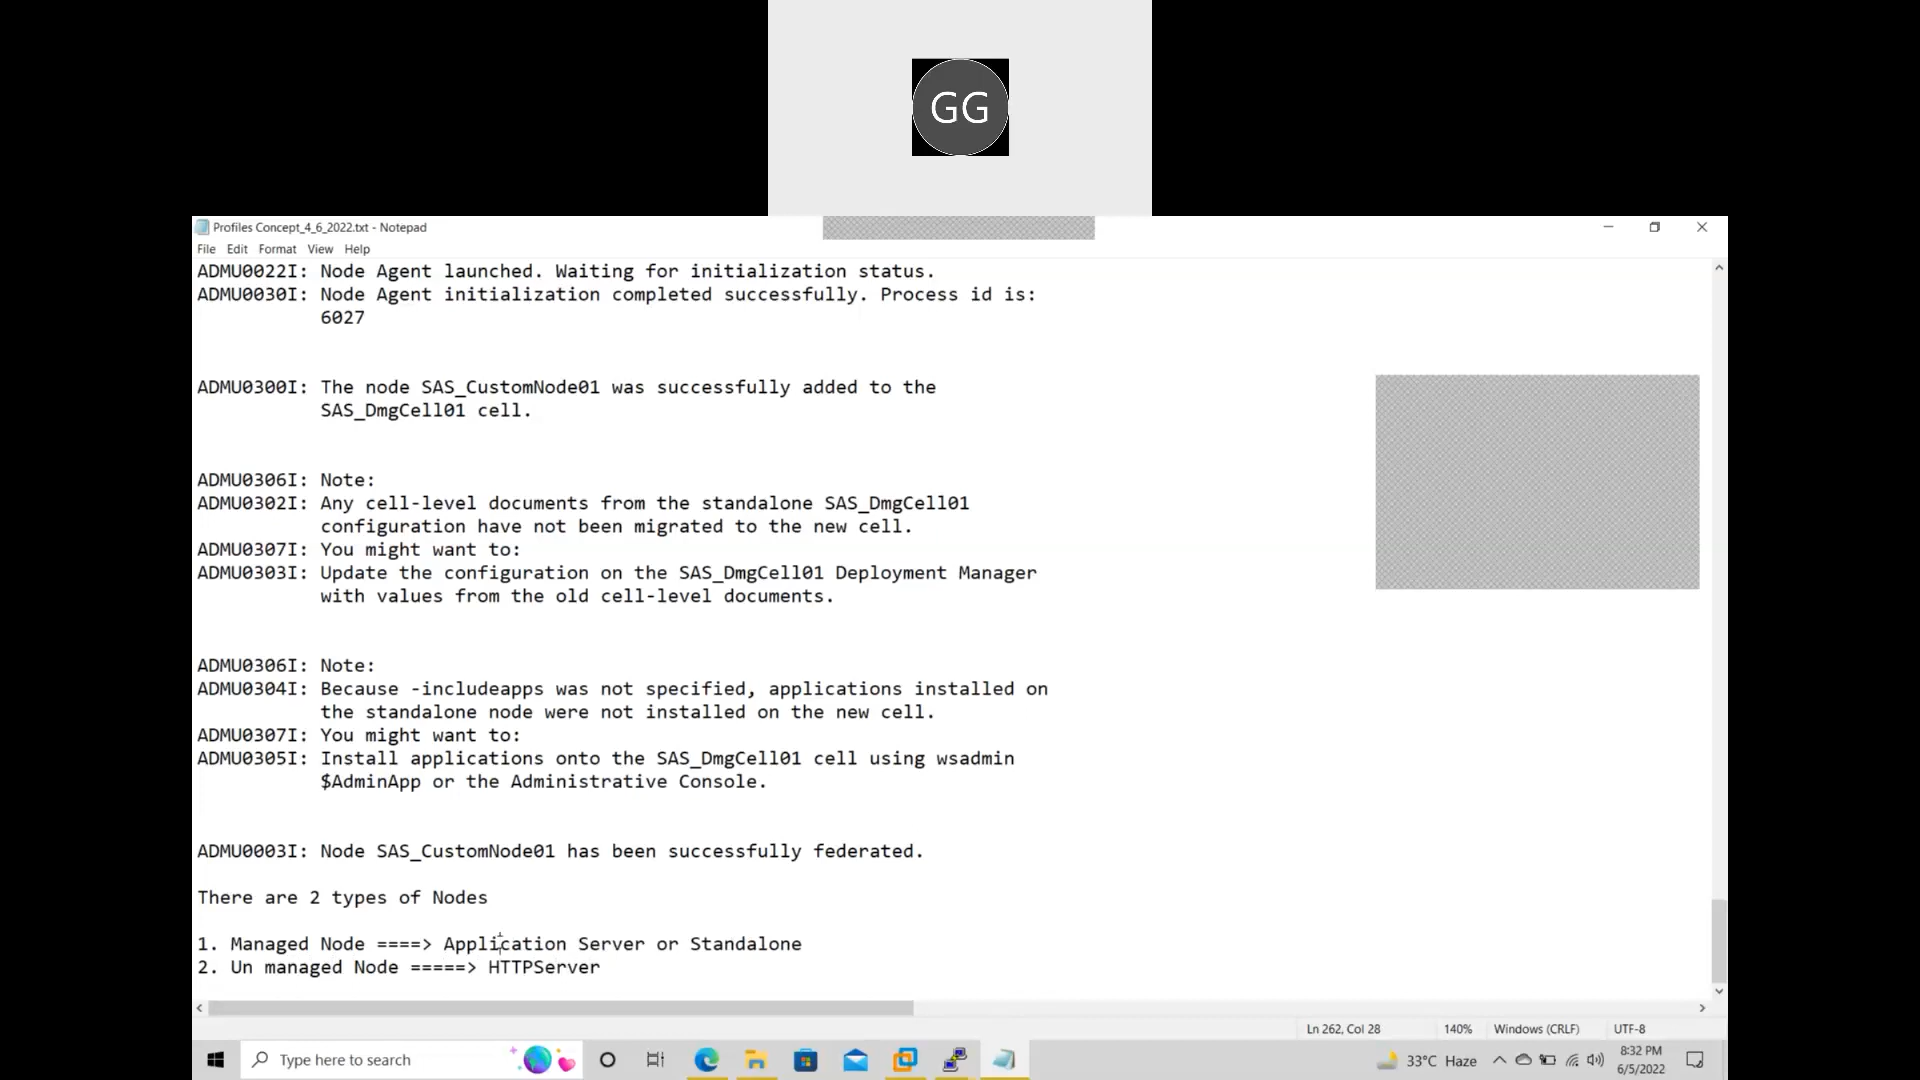 GG
Profiles Concept_4_6_2022.txt - Notepad
File Edit Format View Help
ADMU0022I: Node Agent launched. Waiting for initialization status.
ADMU0030I: Node Agent initialization completed successfully. Process id is:
6027
ADMU0300I: The node SAS_CustomNode01 was successfully added to the
SAS_DmgCell01 cell.
ADMU0306I: Note:
ADMU0302I: Any cell-level documents from the standalone SAS_DmgCell01
configuration have not been migrated to the new cell.
ADMU0307I: You might want to:
ADMU0303I: Update the configuration on the SAS_DmgCell01 Deployment Manager
with values from the old cell-level documents.
ADMU0306I: Note:
ADMU0304I: Because -includeapps was not specified, applications installed on
the standalone node were not installed on the new cell.
ADMU0307I: You might want to:
ADMU0305I: Install applications onto the SAS_DmgCell01 cell using wsadmin
$AdminApp or the Administrative Console.
ADMU0003I: Node SAS_CustomNode01 has been successfully federated.
There are 2 types of Nodes
1. Managed Node ====> Application Server or Standalone
2. Un managed Node =====> HTTPServer
Ln 262, Col 28 140% Windows (CRLF) UTF-8
Type here to search
33°C Haze
8:32 PM
6/5/2022